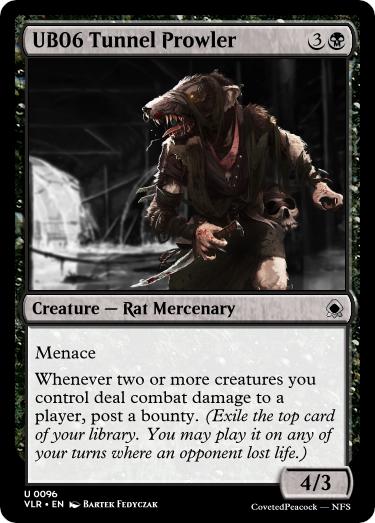 UB06 Tunnel Prowler 3
Creature — Rat Mercenary
Menace
Whenever two or more creatures you
control deal combat damage to a
player, post a bounty. (Exile the top card
of your library. You may play it on any of
your turns where an opponent lost life.)
4/3
U 0096
VLR • EN Bartek Fedyczak
CovetedPeacock — NFS